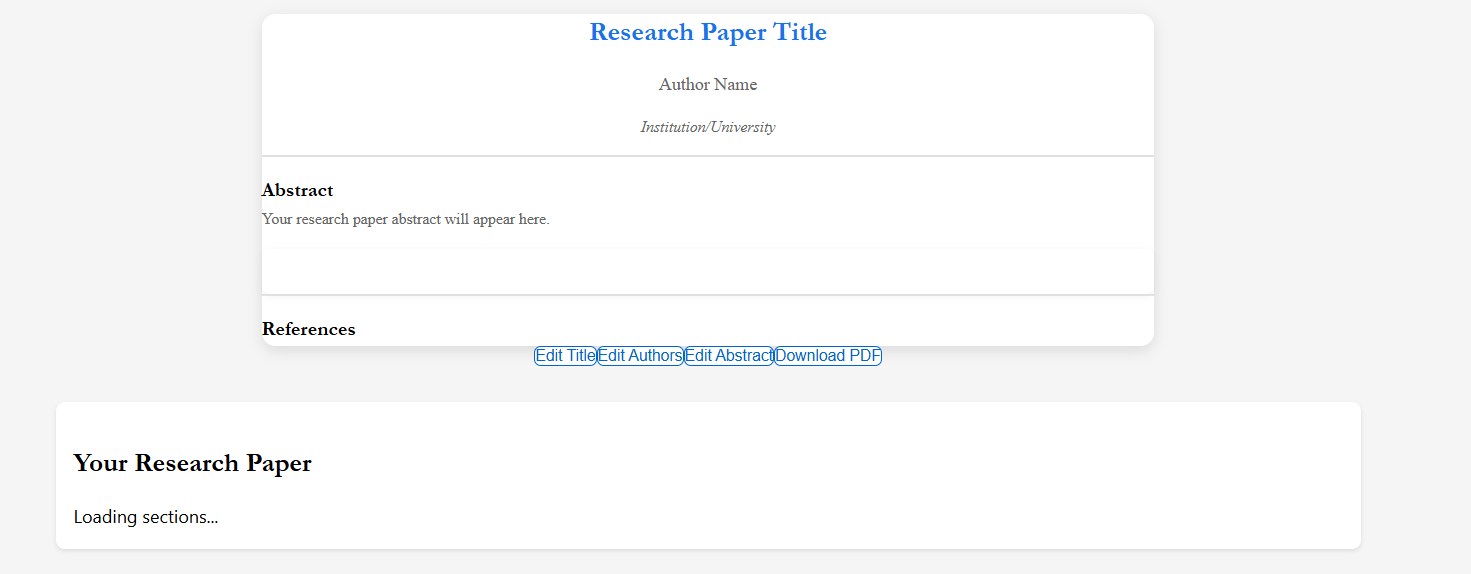 Research Paper Title
Author Name
Institution/University
Abstract
Your research paper abstract will appear here.
References
Edit Title Edit Authors Edit Abstract Download PDF
Your Research Paper
Loading sections...